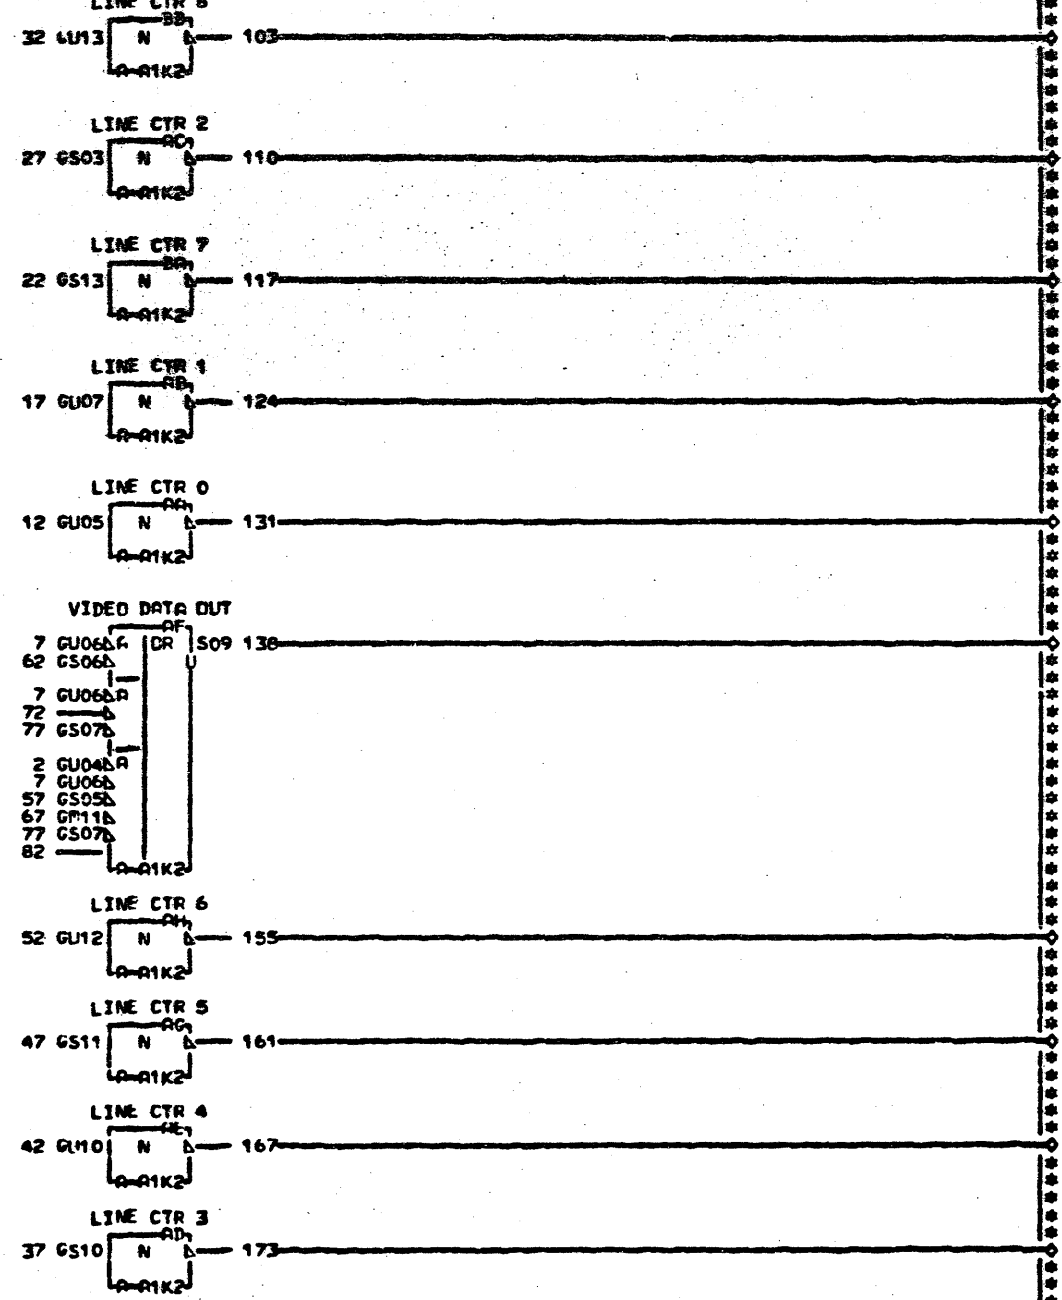 LINE CTR 8
BB
32 GU13 N 103
A-A1K2
LINE CTR 2
AC
27 GS03 N 110
A-A1K2
LINE CTR 7
BA
22 GS13 N 117
A-A1K2
LINE CTR 1
AB
17 GU07 N 124
A-A1K2
LINE CTR 0
AA
12 GU05 N 131
A-A1K2
VIDEO DATA OUT
AF
7 GU06 A OR S09 138
62 GS06 U
7 GU06 A
72
77 GS07
2 GU04 A
7 GU06
57 GS05
67 GM11
77 GS07
82
A-A1K2
LINE CTR 6
AH
52 GU12 N 155
A-A1K2
LINE CTR 5
AG
47 GS11 N 161
A-A1K2
LINE CTR 4
AE
42 GU10 N 167
A-A1K2
LINE CTR 3
AD
37 GS10 N 173
A-A1K2